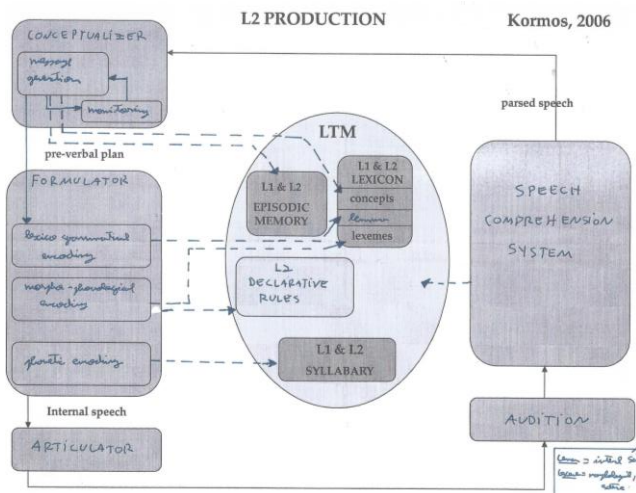 L2 PRODUCTION
Kormos, 2006
CONCEPTUALIZER
message
monitoring
pre-verbal plan
parsed speech
LTM
L1 & L2
EPISODIC
MEMORY
L1 & L2
LEXICON
concepts
lemmas
lexemes
L2
DECLARATIVE
RULES
L1 & L2
SYLLABARY
FORMULATOR
lexico grammatical
encoding
morpho-phonological
encoding
phonetic encoding
Internal speech
ARTICULATOR
SPEECH
COMPREHENSION
SYSTEM
AUDITION